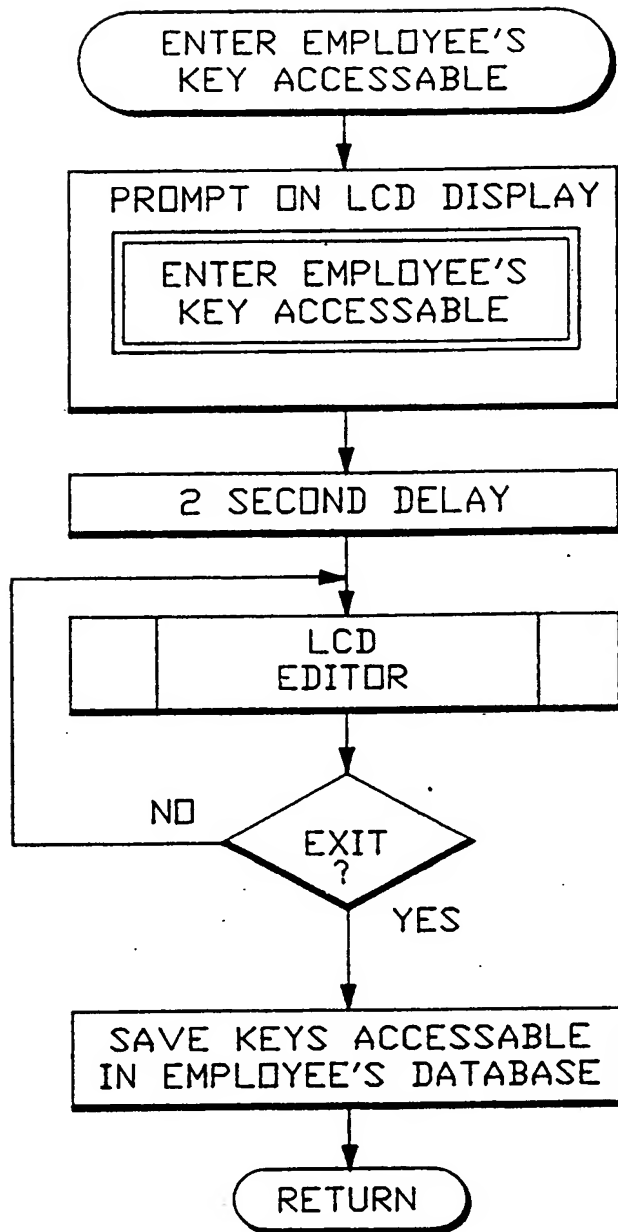 ENTER EMPLOYEE'S
KEY ACCESSABLE
PROMPT ON LCD DISPLAY
ENTER EMPLOYEE'S
KEY ACCESSABLE
2 SECOND DELAY
LCD
EDITOR
NO
EXIT
?
YES
SAVE KEYS ACCESSABLE
IN EMPLOYEE'S DATABASE
RETURN